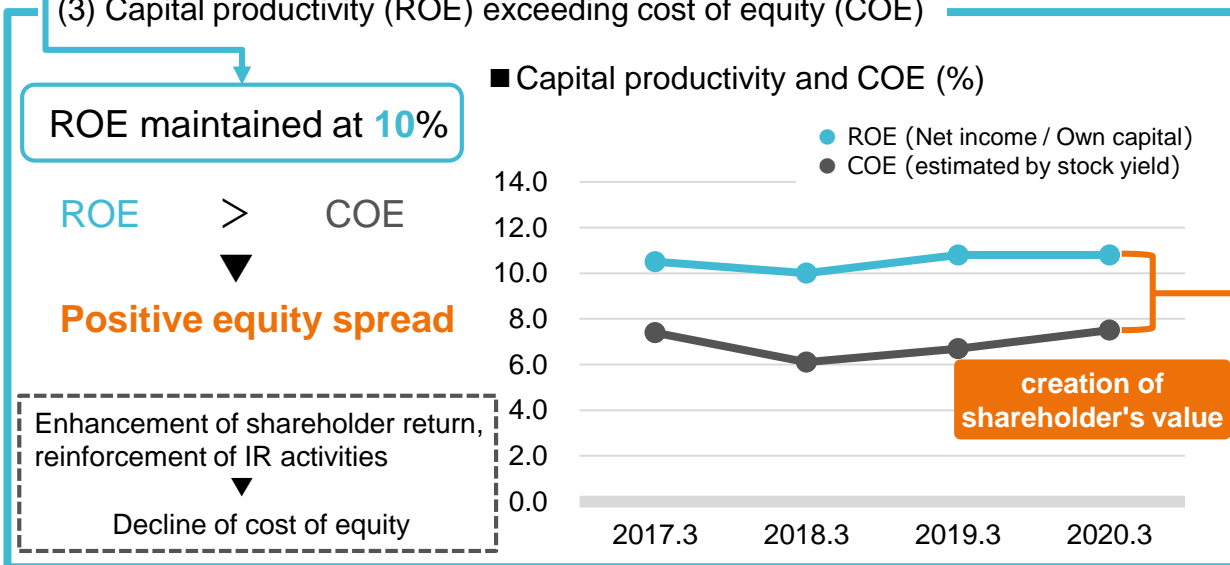 (3) Capital productivity (ROE) exceeding cost of equity (COE)
ROE maintained at 10%
ROE > COE
▼
Positive equity spread
Enhancement of shareholder return,
reinforcement of IR activities
▼
Decline of cost of equity
■ Capital productivity and COE (%)
ROE (Net income / Own capital)
COE (estimated by stock yield)
14.0
12.0
10.0
8.0
6.0
4.0
2.0
0.0
2017.3 2018.3 2019.3 2020.3
creation of
shareholder's value